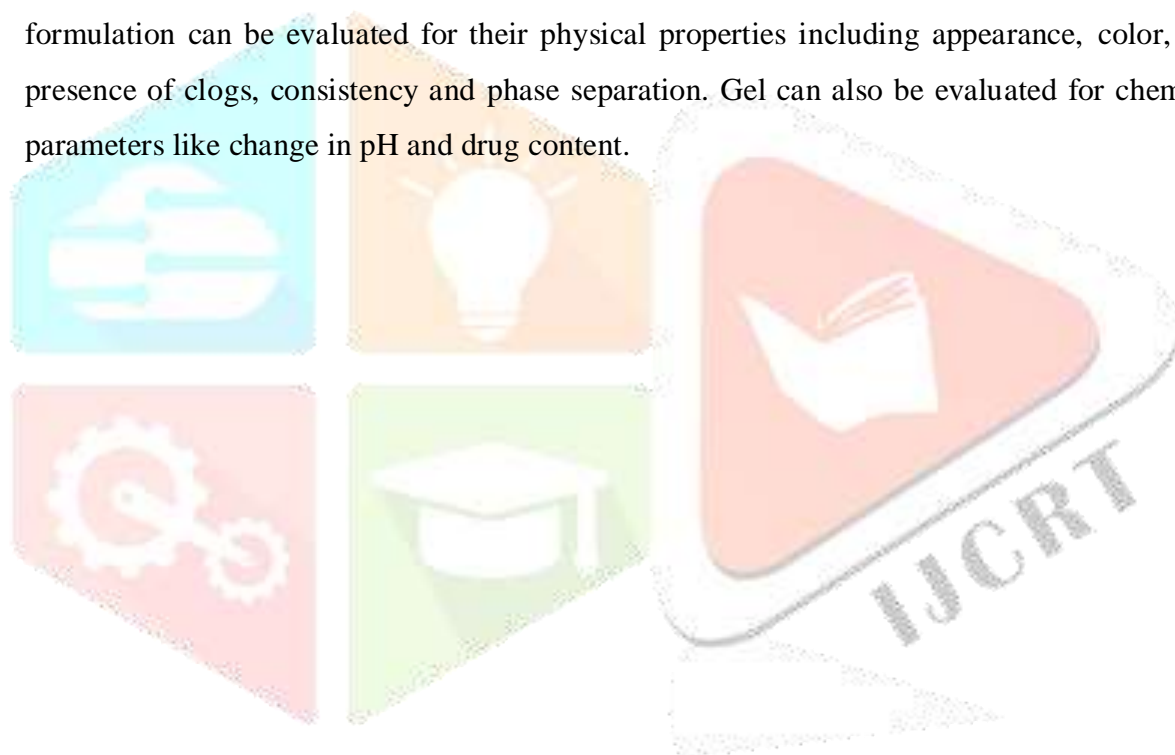 formulation can be evaluated for their physical properties including appearance, color,
presence of clogs, consistency and phase separation. Gel can also be evaluated for chem
parameters like change in pH and drug content.
IJCRT